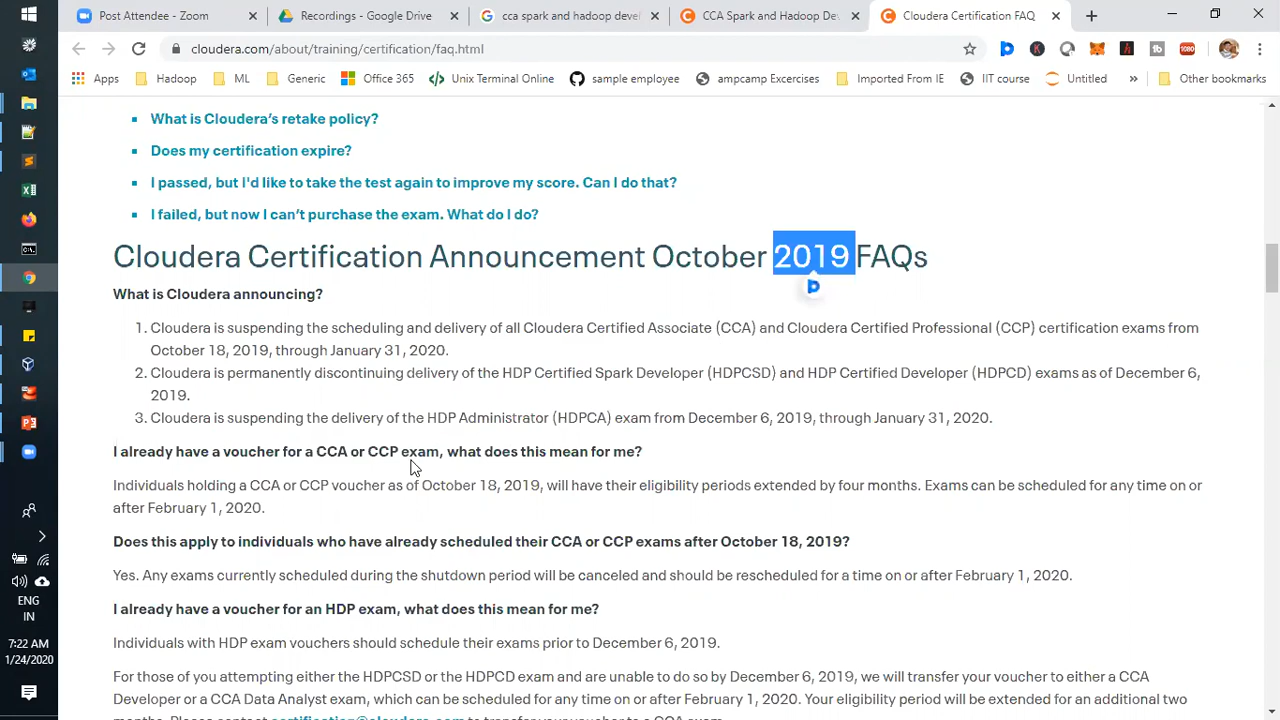 Post Attendee - Zoom
Recordings - Google Drive
cca spark and hadoop devel
CCA Spark and Hadoop De
Cloudera Certification FAQ
cloudera.com/about/training/certification/faq.html
Apps
Hadoop
ML
Generic
Office 365
Unix Terminal Online
sample employee
ampcamp Excercises
Imported From IE
IIT course
Untitled
»
Other bookmarks
What is Cloudera's retake policy?
Does my certification expire?
I passed, but I'd like to take the test again to improve my score. Can I do that?
I failed, but now I can't purchase the exam. What do I do?
Cloudera Certification Announcement October 2019 FAQs
What is Cloudera announcing?
1. Cloudera is suspending the scheduling and delivery of all Cloudera Certified Associate (CCA) and Cloudera Certified Professional (CCP) certification exams from
October 18, 2019, through January 31, 2020.
2. Cloudera is permanently discontinuing delivery of the HDP Certified Spark Developer (HDPCSD) and HDP Certified Developer (HDPCD) exams as of December 6,
2019.
3. Cloudera is suspending the delivery of the HDP Administrator (HDPCA) exam from December 6, 2019, through January 31, 2020.
I already have a voucher for a CCA or CCP exam, what does this mean for me?
Individuals holding a CCA or CCP voucher as of October 18, 2019, will have their eligibility periods extended by four months. Exams can be scheduled for any time on or
after February 1, 2020.
Does this apply to individuals who have already scheduled their CCA or CCP exams after October 18, 2019?
Yes. Any exams currently scheduled during the shutdown period will be canceled and should be rescheduled for a time on or after February 1, 2020.
I already have a voucher for an HDP exam, what does this mean for me?
Individuals with HDP exam vouchers should schedule their exams prior to December 6, 2019.
For those of you attempting either the HDPCSD or the HDPCD exam and are unable to do so by December 6, 2019, we will transfer your voucher to either a CCA
Developer or a CCA Data Analyst exam, which can be scheduled for any time on or after February 1, 2020. Your eligibility period will be extended for an additional two
months. Please contact certification@cloudera.com to transfer your voucher to a CCA exam.
ENG
IN
7:22 AM
1/24/2020